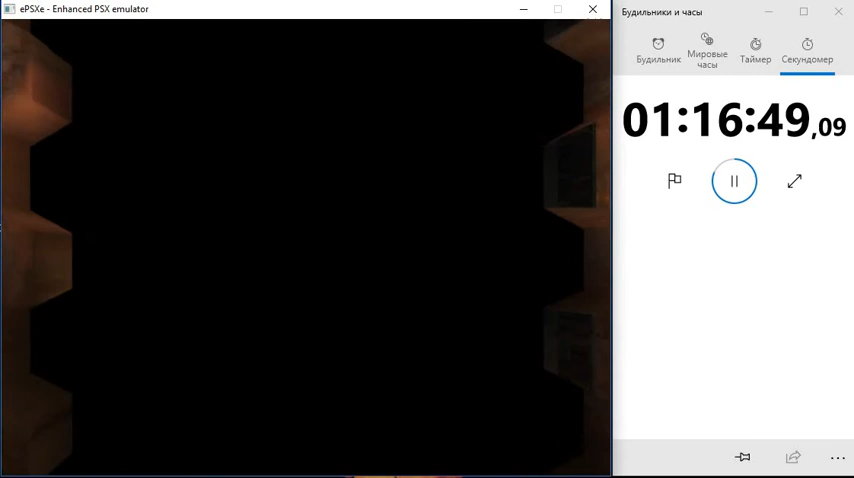 ePSXe - Enhanced PSX emulator
Будильники и часы
Будильник
Мировые
часы
Таймер
Секундомер
01:16:49,09